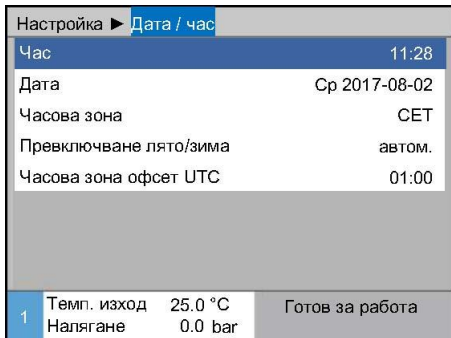 Настройка ► Дата / час
Час 11:28
Дата Ср 2017-08-02
Часова зона CET
Превключване лято/зима автом.
Часова зона офсет UTC 01:00
1 Темп. изход 25.0 °C Готов за работа
Налягане 0.0 bar